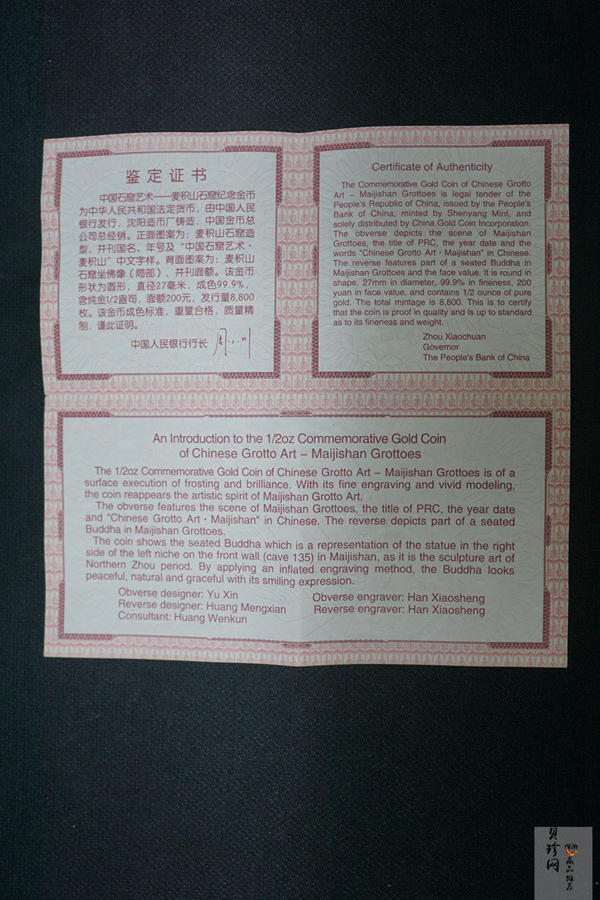 鉴定证书
中国石窟艺术——麦积山石窟纪念金币
为中华人民共和国法定货币，由中国人民
银行发行，沈阳造币厂铸造，中国金币总
公司总经销。正面图案为：麦积山石窟造
型，并刊国名、年号及“中国石窟艺术·
麦积山”中文字样。背面图案为：麦积山
石窟坐佛像（局部），并刊面额。该金币
形状为圆形，直径27毫米，成色99.9%，
含纯金1/2盎司，面额200元，发行量8,800
枚。该金币成色标准，重量合格，质量精
制，谨此证明。
中国人民银行行长
Certificate of Authenticity
The Commemorative Gold Coin of Chinese Grotto
Art – Maijishan Grottoes is legal tender of the
People's Republic of China, issued by the People's
Bank of China, minted by Shenyang Mint, and
solely distributed by China Gold Coin Incorporation.
The obverse depicts the scene of Maijishan
Grottoes, the title of PRC, the year date and the
words "Chinese Grotto Art·Maijishan" in Chinese.
The reverse features part of a seated Buddha in
Maijishan Grottoes and the face value. It is round in
shape, 27mm in diameter, 99.9% in fineness, 200
yuan in face value, and contains 1/2 ounce of pure
gold. The total mintage is 8,800. This is to certify
that the coin is proof in quality and is up to standard
as to its fineness and weight.
Zhou Xiaochuan
Governor
The People's Bank of China
An Introduction to the 1/2oz Commemorative Gold Coin
of Chinese Grotto Art – Maijishan Grottoes
The 1/2oz Commemorative Gold Coin of Chinese Grotto Art – Maijishan Grottoes is of a
surface execution of frosting and brilliance. With its fine engraving and vivid modeling,
the coin reappears the artistic spirit of Maijishan Grotto Art.
The obverse features the scene of Maijishan Grottoes, the title of PRC, the year date
and "Chinese Grotto Art·Maijishan" in Chinese. The reverse depicts part of a seated
Buddha in Maijishan Grottoes.
The coin shows the seated Buddha which is a representation of the statue in the right
side of the left niche on the front wall (cave 135) in Maijishan, as it is the sculpture art of
Northern Zhou period. By applying an inflated engraving method, the Buddha looks
peaceful, natural and graceful with its smiling expression.
Obverse designer: Yu Xin
Obverse engraver: Han Xiaosheng
Reverse designer: Huang Mengxian
Reverse engraver: Han Xiaosheng
Consultant: Huang Wenkun
贝珍网